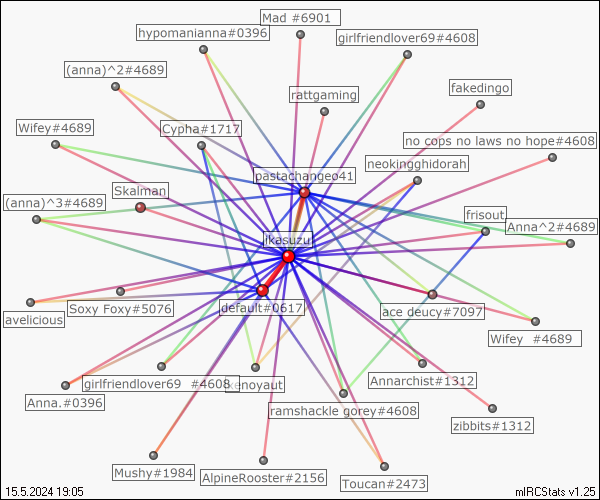 Mad #6901
hypomanianna#0396
girlfriendlover69#4608
(anna)^2#4689
rattgaming
fakedingo
Wifey#4689
Cypha#1717
no cops no laws no hope#4608
neokingghidorah
pastachangeo41
Skalman
(anna)^3#4689
frisout
Anna^2#4689
ikasuzu
avelicious
Soxy Foxy#5076
default#0617
ace deucy#7097
Wifey #4689
girlfriendlover69 #4608
Annarchist#1312
Anna.#0396
ramshackle gorey#4608
zibbits#1312
Mushy#1984
AlpineRooster#2156
Toucan#2473
15.5.2024 19:05
mIRCStats v1.25